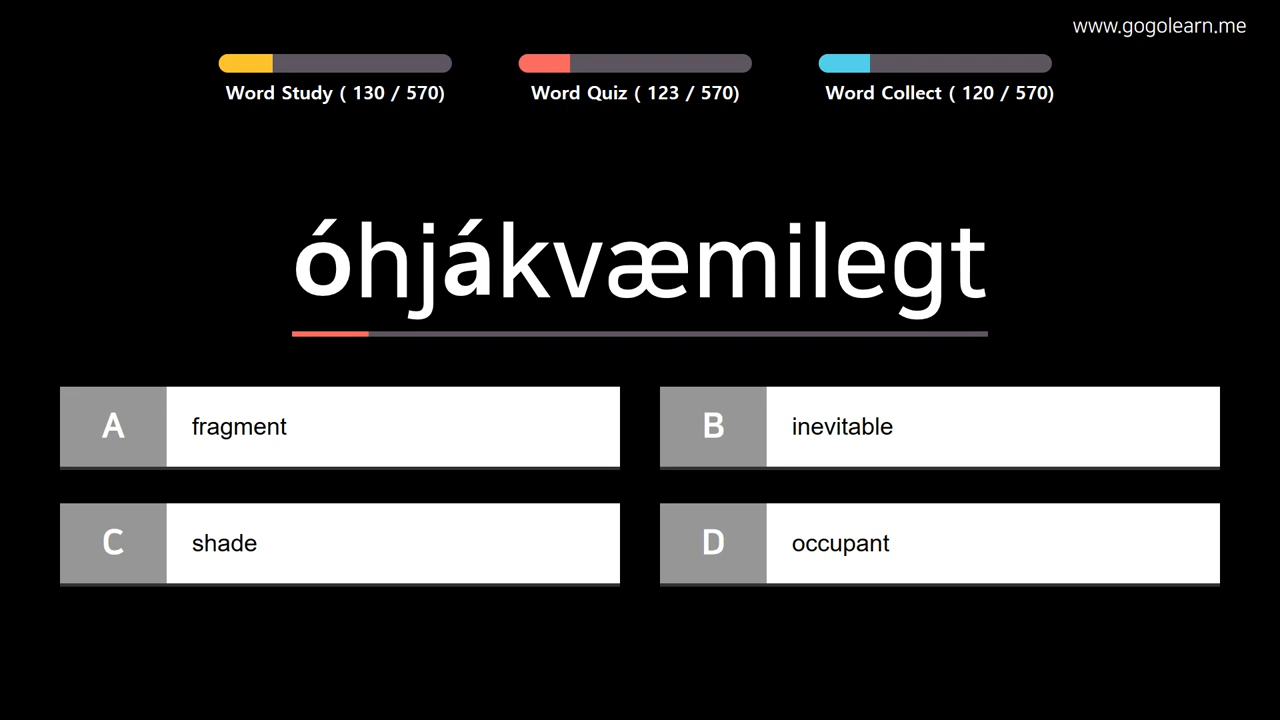 www.gogolearn.me
Word Study ( 130 / 570)
Word Quiz ( 123 / 570)
Word Collect ( 120 / 570)
óhjákvæmilegt
A fragment
B inevitable
C shade
D occupant